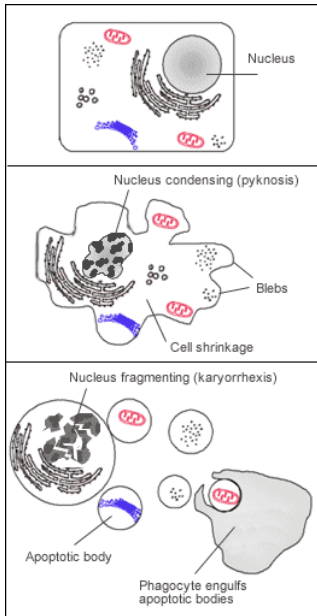 Nucleus
Nucleus condensing (pyknosis)
Blebs
Cell shrinkage
Nucleus fragmenting (karyorrhexis)
Apoptotic body
Phagocyte engulfs
apoptotic bodies